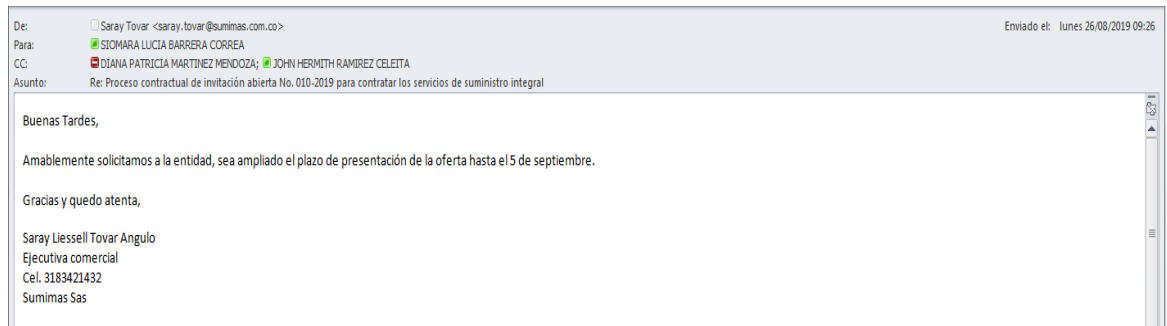 De: Saray Tovar <saray.tovar@sumimas.com.co> Enviado el: lunes 26/08/2019 09:26
Para: SIOMARA LUCIA BARRERA CORREA
CC: DIANA PATRICIA MARTINEZ MENDOZA; JOHN HERMITH RAMIREZ CELEITA
Asunto: Re: Proceso contractual de invitación abierta No. 010-2019 para contratar los servicios de suministro integral
Buenas Tardes,
Amablemente solicitamos a la entidad, sea ampliado el plazo de presentación de la oferta hasta el 5 de septiembre.
Gracias y quedo atenta,
Saray Liessell Tovar Angulo
Ejecutiva comercial
Cel. 3183421432
Sumimas Sas